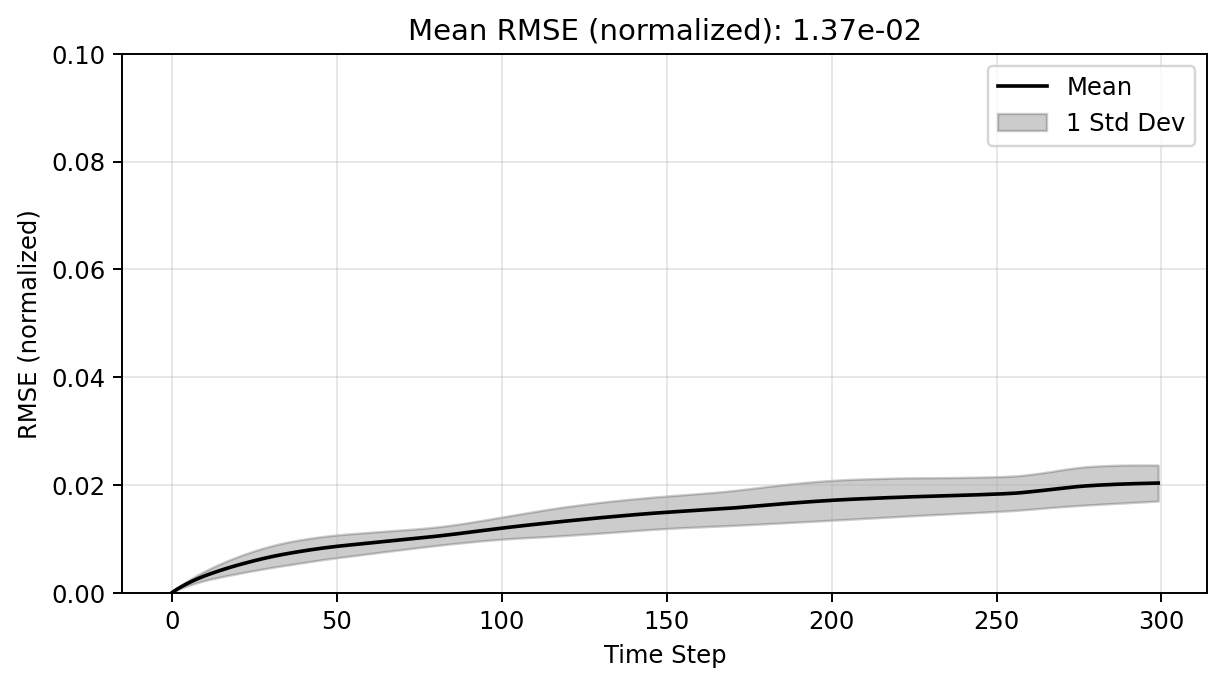 Mean RMSE (normalized): 1.37e-02
RMSE (normalized)
0.10
0.08
0.06
0.04
0.02
0.00
Mean
1 Std Dev
0 50 100 150 200 250 300
Time Step